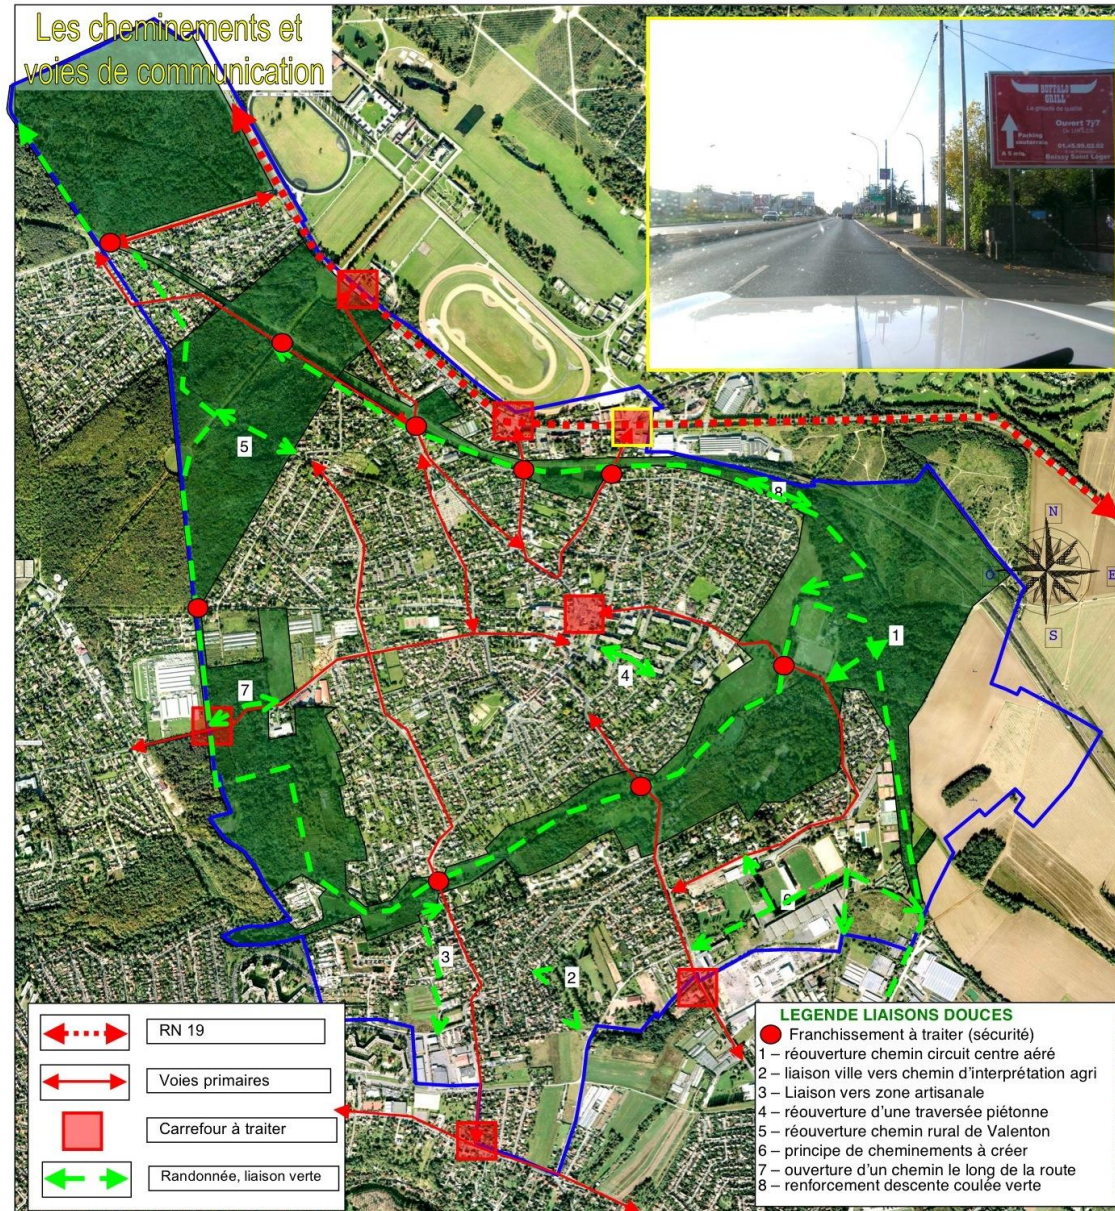 Les cheminements et
voies de communication
BUFFALO
GRILL
Ouvert 7j/7
Parking
souterrain
A 5 min.
Boissy Saint Léger
5
8
1
4
7
6
3
2
N
O
E
S
RN 19
Voies primaires
Carrefour à traiter
Randonnée, liaison verte
LEGENDE LIAISONS DOUCES
Franchissement à traiter (sécurité)
1 – réouverture chemin circuit centre aéré
2 – liaison ville vers chemin d’interprétation agri
3 – Liaison vers zone artisanale
4 – réouverture d’une traversée piétonne
5 – réouverture chemin rural de Valenton
6 – principe de cheminements à créer
7 – ouverture d’un chemin le long de la route
8 – renforcement descente coulée verte